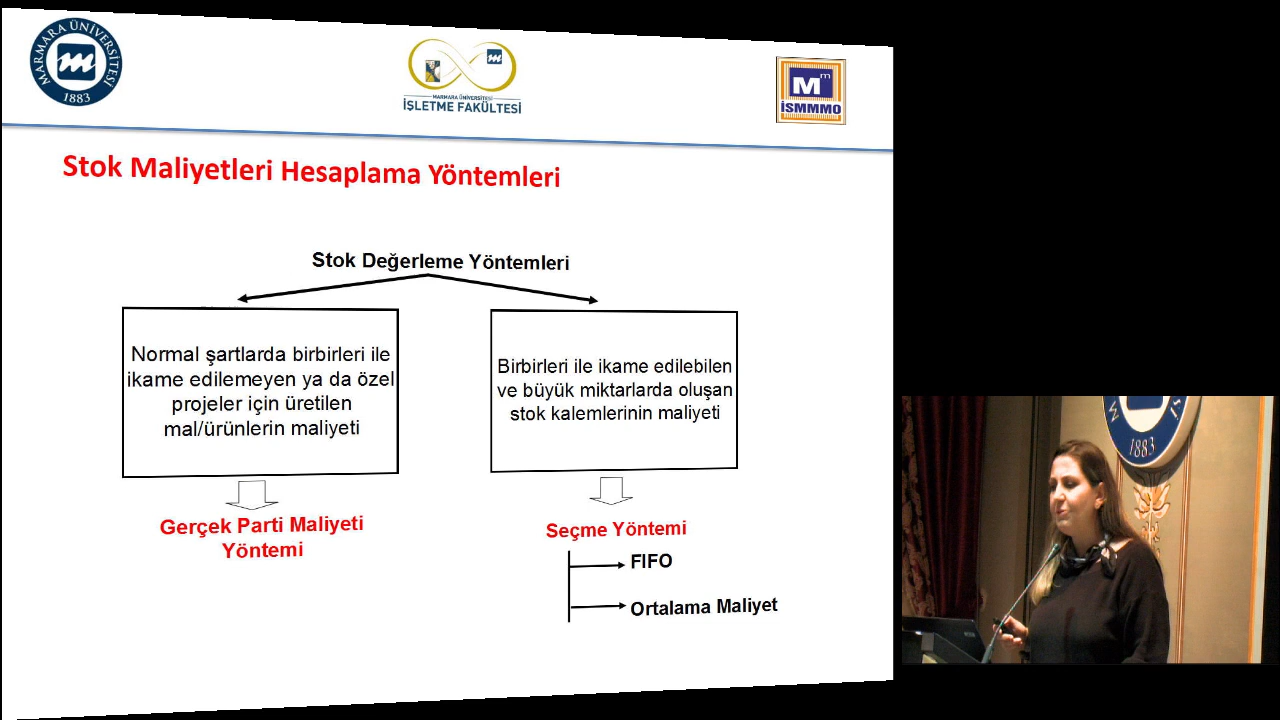 MARMARA ÜNİVERSİTESİ
1883
MARMARA ÜNİVERSİTESİ
İŞLETME FAKÜLTESİ
Mm
İSMMMO
Stok Maliyetleri Hesaplama Yöntemleri
Stok Değerleme Yöntemleri
Normal şartlarda birbirleri ile
ikame edilemeyen ya da özel
projeler için üretilen
mal/ürünlerin maliyeti
Birbirleri ile ikame edilebilen
ve büyük miktarlarda oluşan
stok kalemlerinin maliyeti
Gerçek Parti Maliyeti
Yöntemi
Seçme Yöntemi
FIFO
Ortalama Maliyet
1883